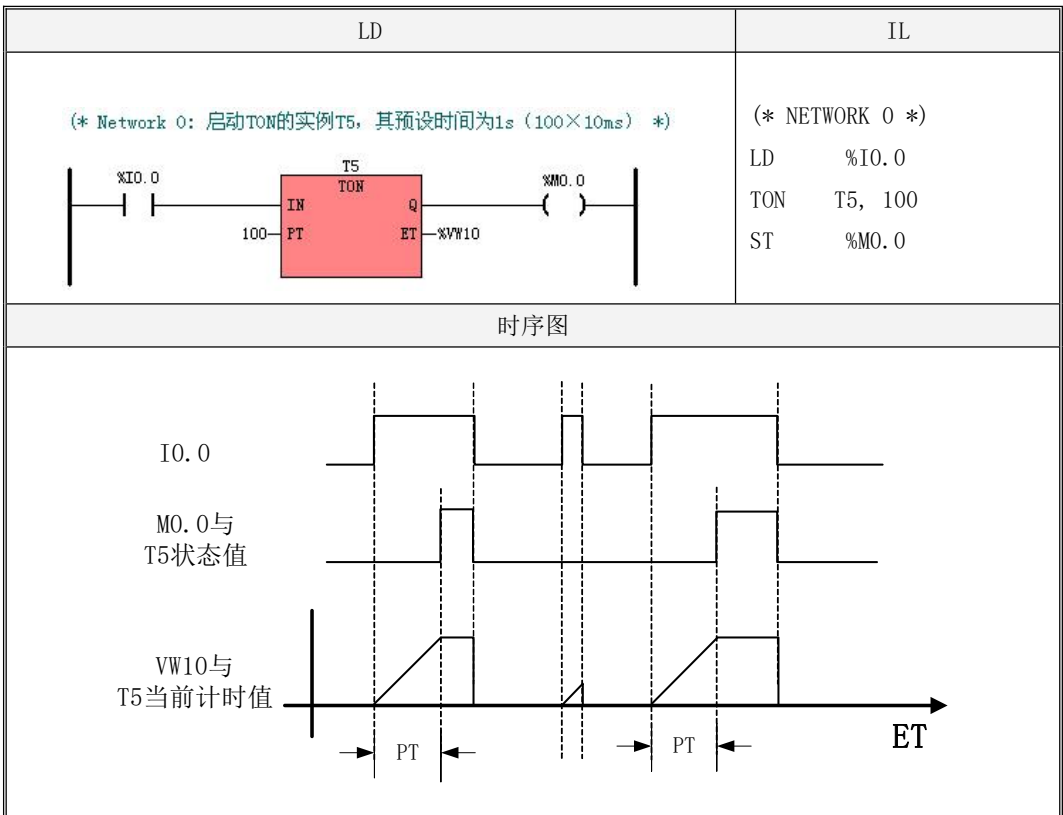 LD
IL
(* Network 0: 启动TON的实例T5，其预设时间为1s（100×10ms） *)
%I0.0
T5
TON
%M0.0
IN
Q
100
PT
ET
%VW10
(* NETWORK 0 *)
LD %I0.0
TON T5, 100
ST %M0.0
时序图
I0.0
M0.0与
T5状态值
VW10与
T5当前计时值
ET
PT
PT